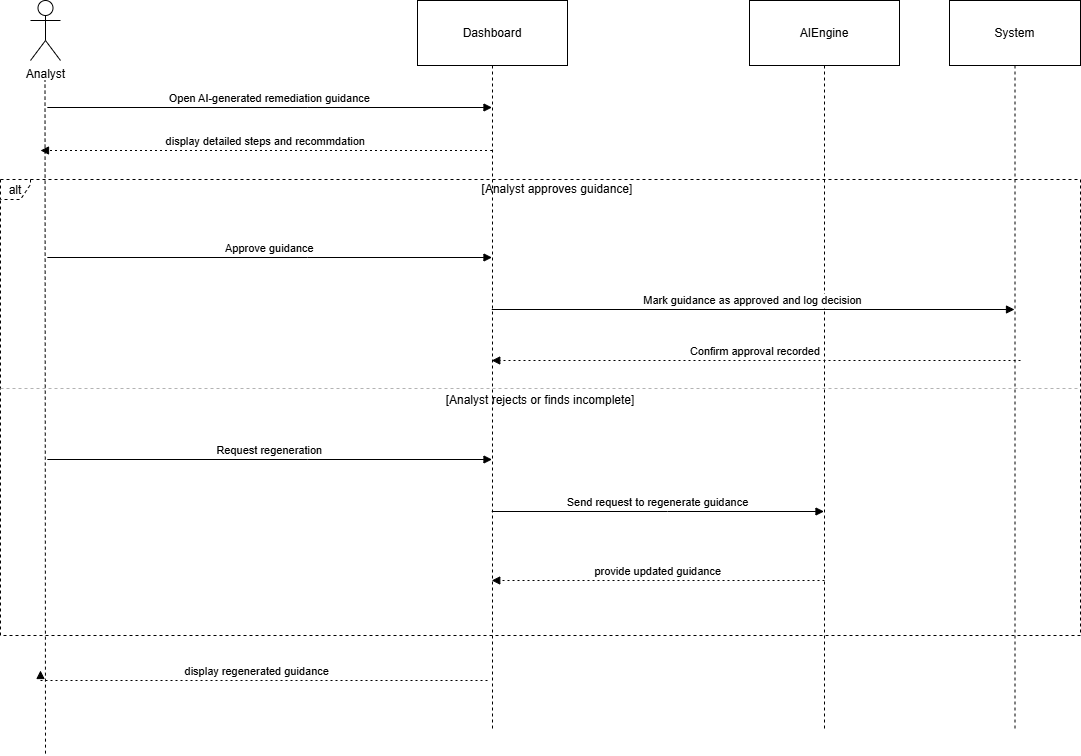 Dashboard
AIEngine
System
Analyst
Open AI-generated remediation guidance
display detailed steps and recommdation
alt
[Analyst approves guidance]
Approve guidance
Mark guidance as approved and log decision
Confirm approval recorded
[Analyst rejects or finds incomplete]
Request regeneration
Send request to regenerate guidance
provide updated guidance
display regenerated guidance